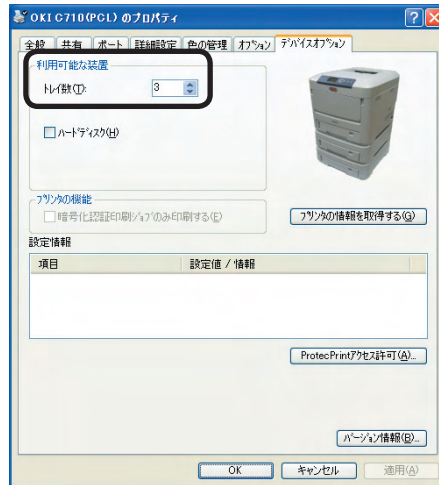 OKI C710(PCL) のプロパティ
全般 共有 ポート 詳細設定 色の管理 オプション デバイスオプション
利用可能な装置
トレイ数(T): 3
ハードディスク(H)
プリンタの機能
暗号化認証印刷ジョブのみ印刷する(E)
プリンタの情報を取得する(G)
設定情報
項目 設定値 / 情報
ProtecPrintアクセス許可(A)...
バージョン情報(B)...
OK キャンセル 適用(A)